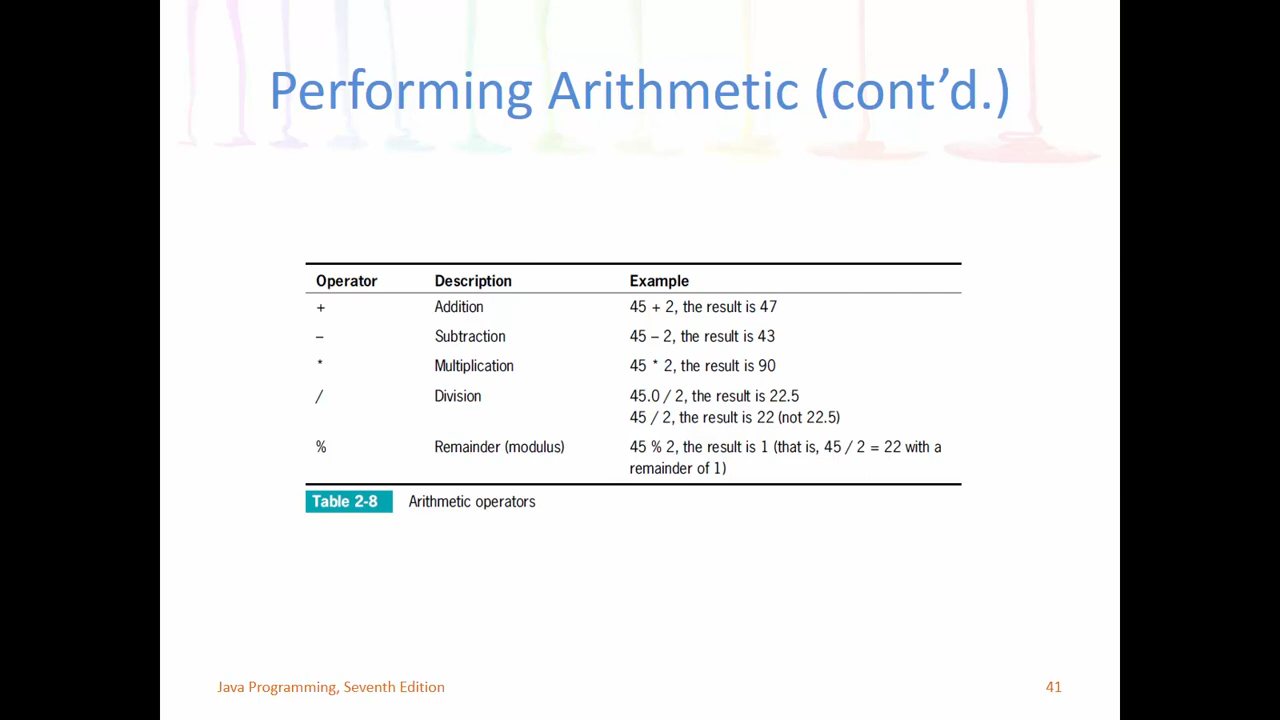 Performing Arithmetic (cont’d.)
Operator Description Example
+ Addition 45 + 2, the result is 47
– Subtraction 45 – 2, the result is 43
* Multiplication 45 * 2, the result is 90
/ Division 45.0 / 2, the result is 22.5
45 / 2, the result is 22 (not 22.5)
% Remainder (modulus) 45 % 2, the result is 1 (that is, 45 / 2 = 22 with a
remainder of 1)
Table 2-8 Arithmetic operators
Java Programming, Seventh Edition 41